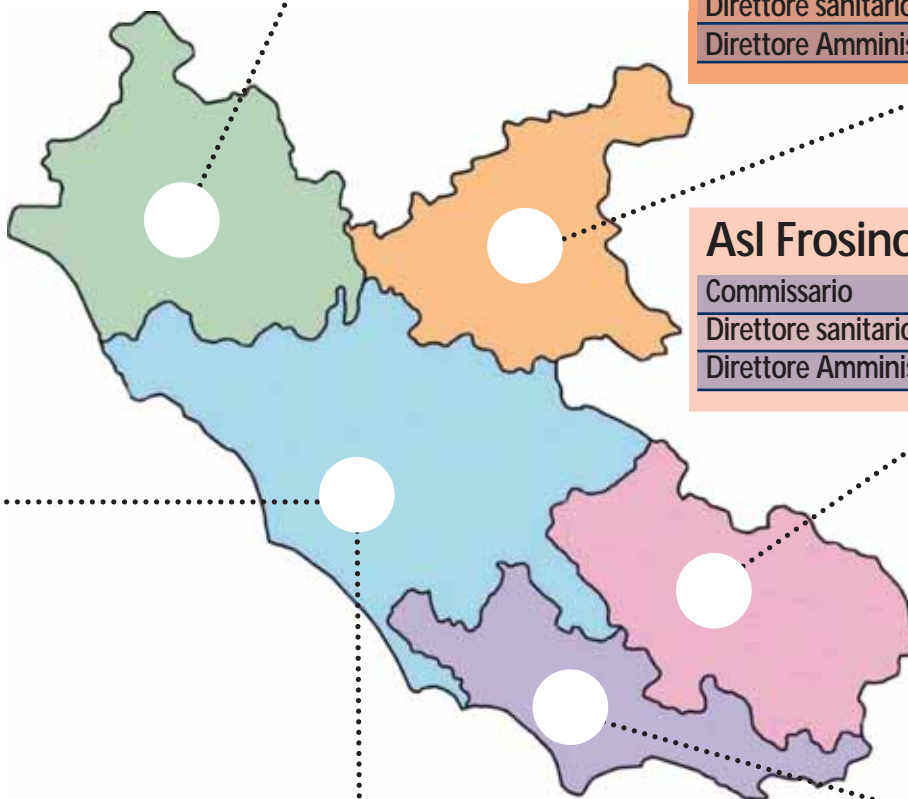 Direttore sanitario
Direttore Amminis
Asl Frosino
Commissario
Direttore sanitario
Direttore Amminis